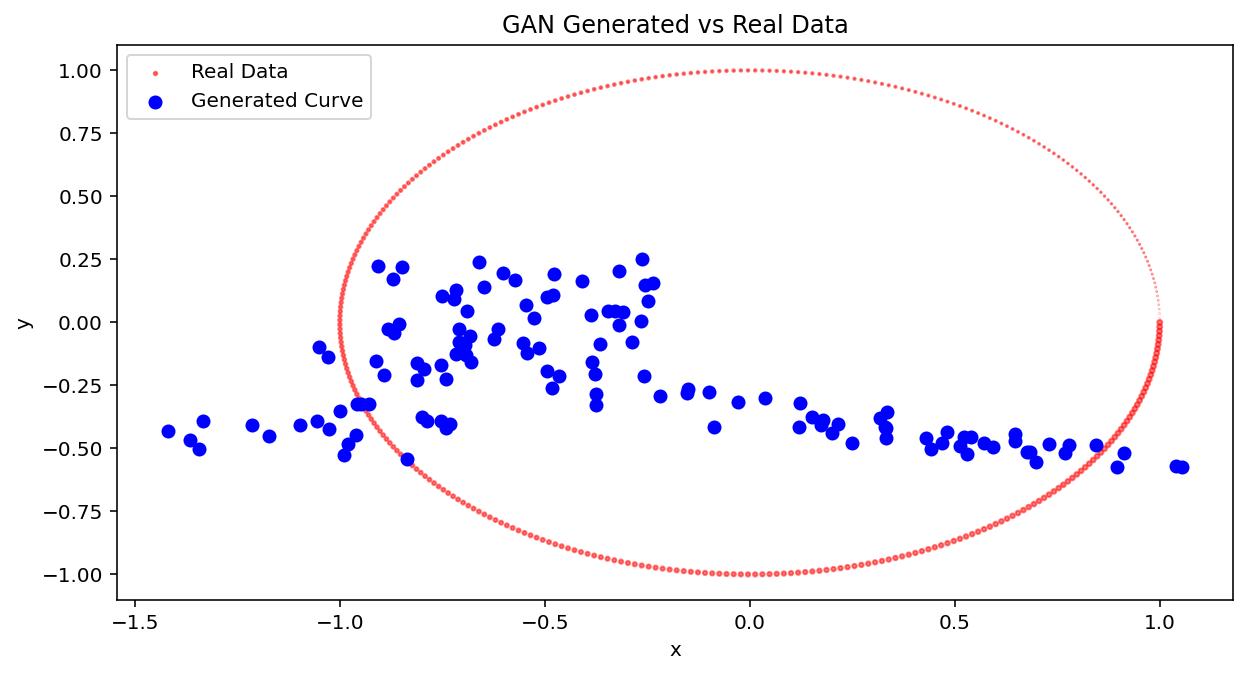 GAN Generated vs Real Data
Real Data
Generated Curve
1.00
0.75
0.50
0.25
0.00
−0.25
−0.50
−0.75
−1.00
y
−1.5 −1.0 −0.5 0.0 0.5 1.0
x